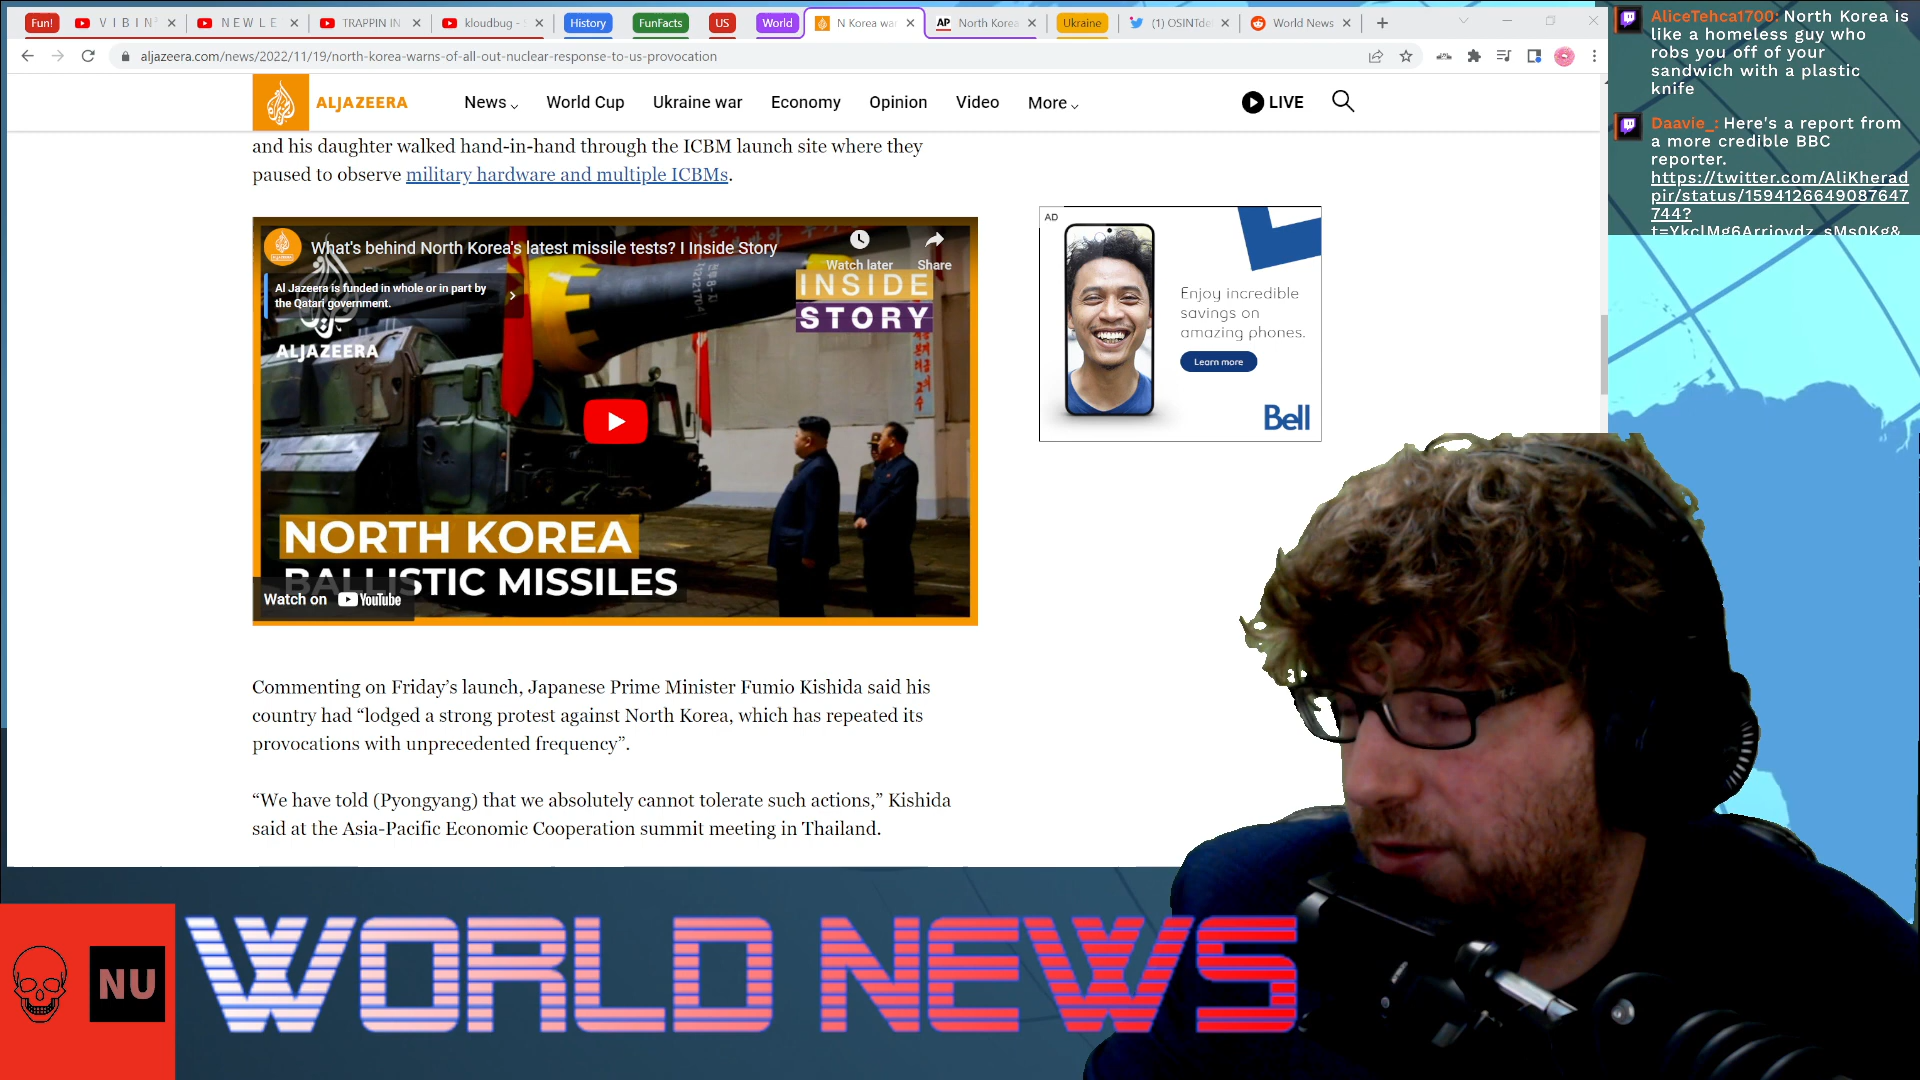 Fun!
V I B I N
N E W L E
TRAPPIN IN
kloudbug - S
History
FunFacts
US
World
N Korea war
AP
North Korea
Ukraine
(1) OSINTde
World News
aljazeera.com/news/2022/11/19/north-korea-warns-of-all-out-nuclear-response-to-us-provocation
ALJAZEERA
News
World Cup
Ukraine war
Economy
Opinion
Video
More
LIVE
and his daughter walked hand-in-hand through the ICBM launch site where they
paused to observe military hardware and multiple ICBMs.
What's behind North Korea's latest missile tests? I Inside Story
Watch later
Share
Al Jazeera is funded in whole or in part by
the Qatari government.
ALJAZEERA
INSIDE
STORY
NORTH KOREA
BALLISTIC MISSILES
Watch on YouTube
AD
Enjoy incredible
savings on
amazing phones.
Learn more
Bell
Commenting on Friday’s launch, Japanese Prime Minister Fumio Kishida said his
country had “lodged a strong protest against North Korea, which has repeated its
provocations with unprecedented frequency”.
“We have told (Pyongyang) that we absolutely cannot tolerate such actions,” Kishida
said at the Asia-Pacific Economic Cooperation summit meeting in Thailand.
AliceTehca1700: North Korea is
like a homeless guy who
robs you off of your
sandwich with a plastic
knife
Daavie_: Here's a report from
a more credible BBC
reporter.
https://twitter.com/AliKherad
pir/status/1594126649087647
744?
t=YkclMg6Arriovdz_sMs0Kg&
NU
WORLD NEWS